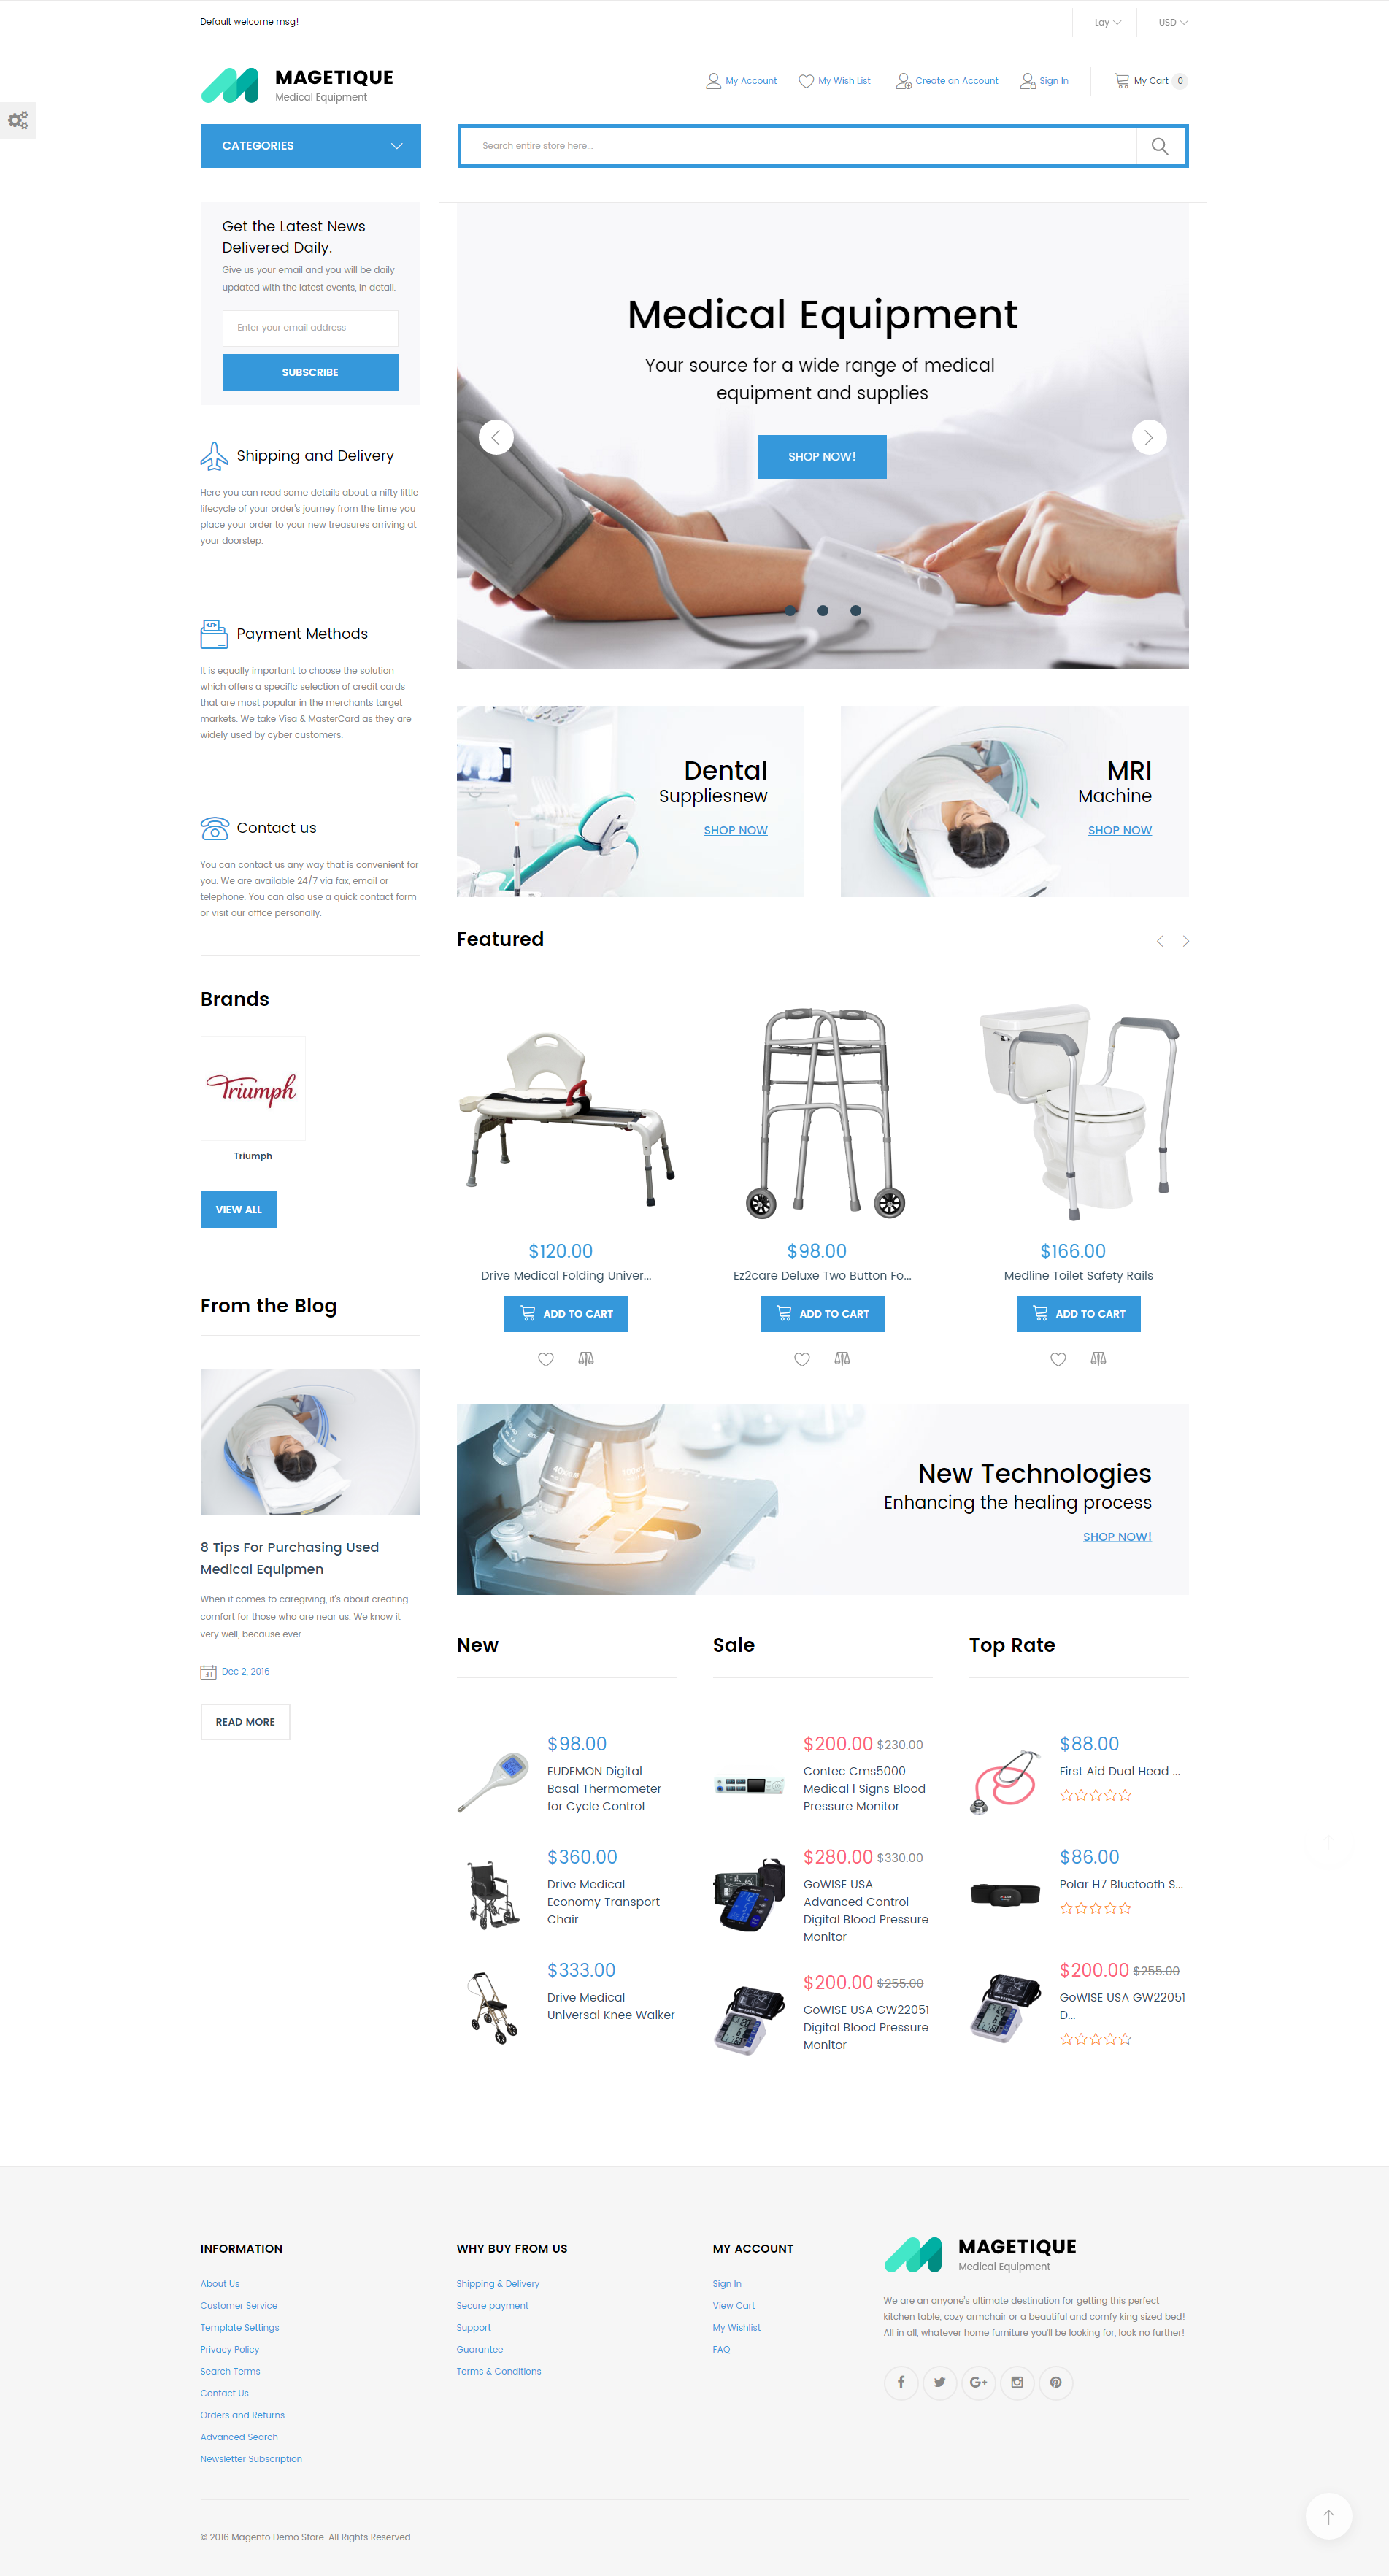 Default welcome msg!
Lay
USD
MAGETIQUE
Medical Equipment
My Account
My Wish List
Create an Account
Sign In
My Cart 0
CATEGORIES
Search entire store here...
Get the Latest News
Delivered Daily.
Give us your email and you will be daily
updated with the latest events, in detail.
Enter your email address
SUBSCRIBE
Shipping and Delivery
Here you can read some details about a nifty little
lifecycle of your order's journey from the time you
place your order to your new treasures arriving at
your doorstep.
Payment Methods
It is equally important to choose the solution
which offers a specific selection of credit cards
that are most popular in the merchants target
markets. We take Visa & MasterCard as they are
widely used by cyber customers.
Contact us
You can contact us any way that is convenient for
you. We are available 24/7 via fax, email or
telephone. You can also use a quick contact form
or visit our office personally.
Brands
Triumph
Triumph
VIEW ALL
From the Blog
8 Tips For Purchasing Used
Medical Equipmen
When it comes to caregiving, it's about creating
comfort for those who are near us. We know it
very well, because ever ...
31
Dec 2, 2016
READ MORE
Medical Equipment
Your source for a wide range of medical
equipment and supplies
SHOP NOW!
Dental
Suppliesnew
SHOP NOW
MRI
Machine
SHOP NOW
Featured
$120.00
Drive Medical Folding Univer...
ADD TO CART
$98.00
Ez2care Deluxe Two Button Fo...
ADD TO CART
$166.00
Medline Toilet Safety Rails
ADD TO CART
New Technologies
Enhancing the healing process
SHOP NOW!
New
$98.00
EUDEMON Digital
Basal Thermometer
for Cycle Control
$360.00
Drive Medical
Economy Transport
Chair
$333.00
Drive Medical
Universal Knee Walker
Sale
$200.00 $230.00
Contec Cms5000
Medical l Signs Blood
Pressure Monitor
$280.00 $330.00
GoWISE USA
Advanced Control
Digital Blood Pressure
Monitor
$200.00 $255.00
GoWISE USA GW22051
Digital Blood Pressure
Monitor
Top Rate
$88.00
First Aid Dual Head ...
$86.00
Polar H7 Bluetooth S...
$200.00 $255.00
GoWISE USA GW22051
D...
INFORMATION
About Us
Customer Service
Template Settings
Privacy Policy
Search Terms
Contact Us
Orders and Returns
Advanced Search
Newsletter Subscription
WHY BUY FROM US
Shipping & Delivery
Secure payment
Support
Guarantee
Terms & Conditions
MY ACCOUNT
Sign In
View Cart
My Wishlist
FAQ
MAGETIQUE
Medical Equipment
We are an anyone's ultimate destination for getting this perfect
kitchen table, cozy armchair or a beautiful and comfy king sized bed!
All in all, whatever home furniture you'll be looking for, look no further!
© 2016 Magento Demo Store. All Rights Reserved.